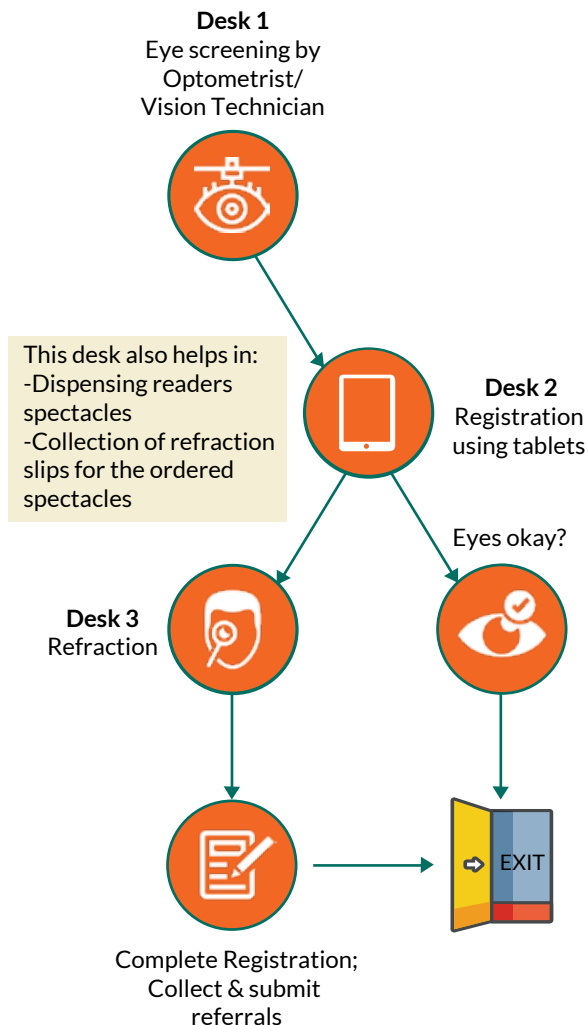 Desk 1
Eye screening by
Optometrist/
Vision Technician
This desk also helps in:
-Dispensing readers
spectacles
-Collection of refraction
slips for the ordered
spectacles
Desk 2
Registration
using tablets
Eyes okay?
Desk 3
Refraction
EXIT
Complete Registration;
Collect & submit
referrals